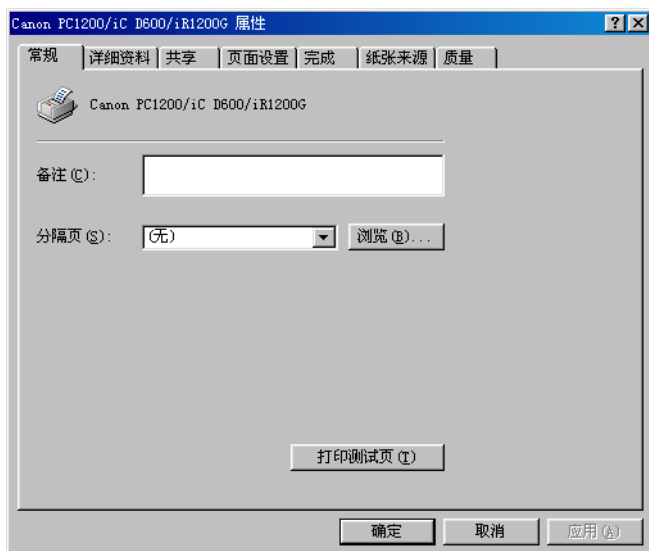 Canon PC1200/iC D600/iR1200G 属性
常规 详细资料 共享 页面设置 完成 纸张来源 质量
Canon PC1200/iC D600/iR1200G
备注(C):
分隔页(S): (无) 浏览(B)...
打印测试页(T)
确定 取消 应用(A)